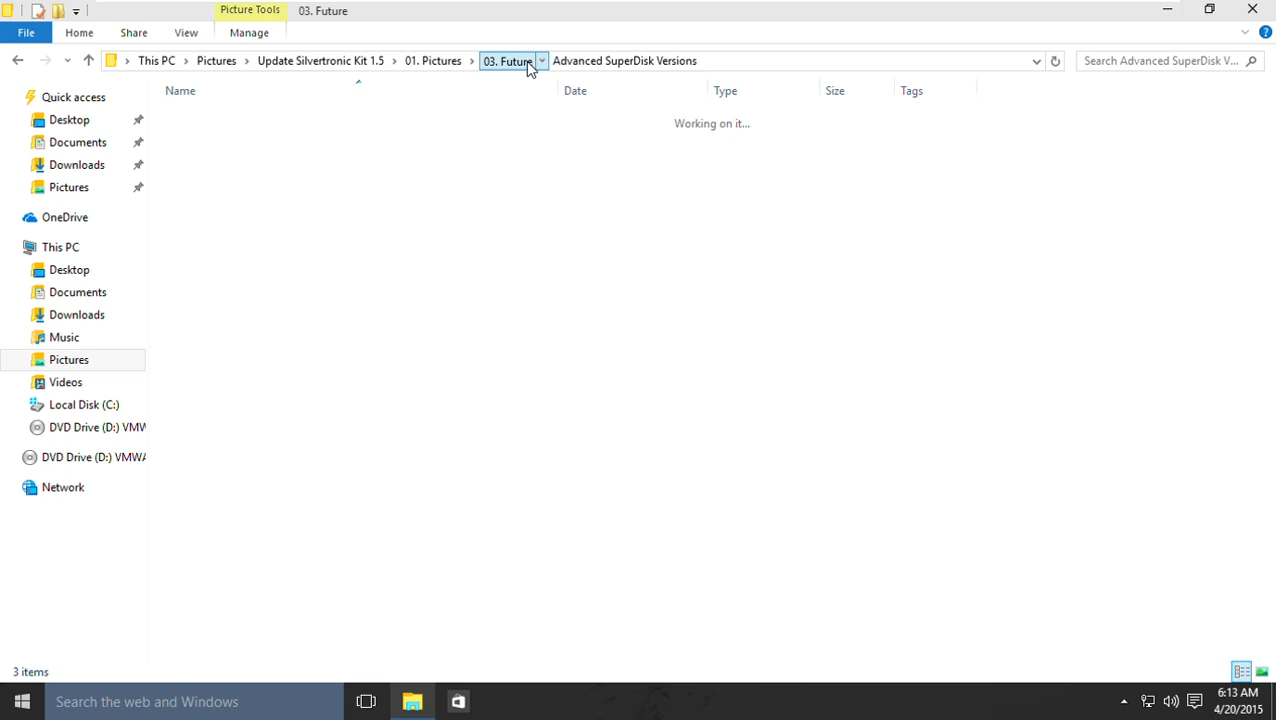 Picture Tools
03. Future
File
Home
Share
View
Manage
This PC
Pictures
Update Silvertronic Kit 1.5
01. Pictures
03. Future
Advanced SuperDisk Versions
Search Advanced SuperDisk V...
Name
Date
Type
Size
Tags
Working on it...
Quick access
Desktop
Documents
Downloads
Pictures
OneDrive
This PC
Desktop
Documents
Downloads
Music
Pictures
Videos
Local Disk (C:)
DVD Drive (D:) VMW
DVD Drive (D:) VMWA
Network
3 items
Search the web and Windows
6:13 AM
4/20/2015